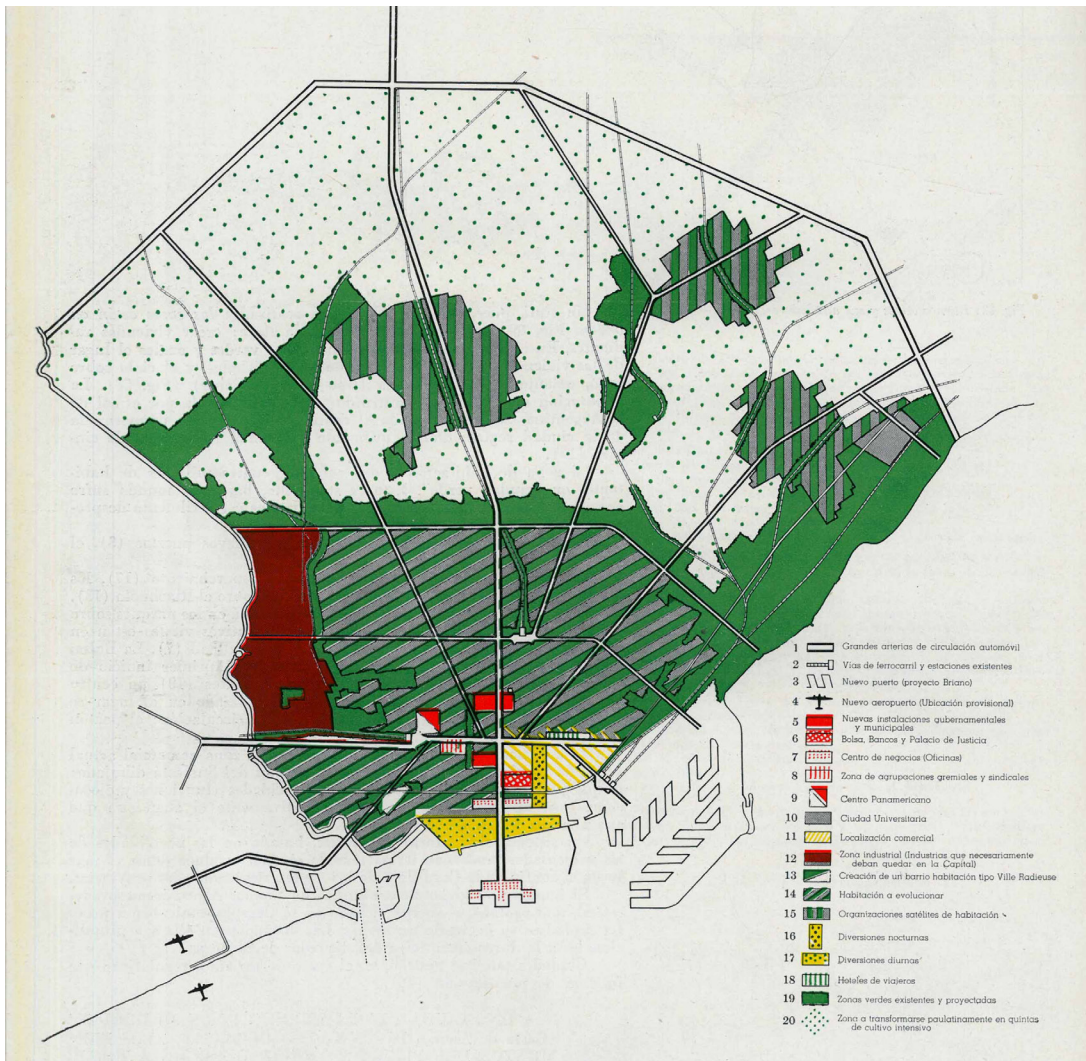 1 Grandes arterias de circulación automóvil
2 Vías de ferrocarril y estaciones existentes
3 Nuevo puerto (proyecto Briano)
4 Nuevo aeropuerto (Ubicación provisional)
5 Nuevas instalaciones gubernamentales
y municipales
6 Bolsa, Bancos y Palacio de Justicia
7 Centro de negocios (Oficinas)
8 Zona de agrupaciones gremiales y sindicales
9 Centro Panamericano
10 Ciudad Universitaria
11 Localización comercial
12 Zona industrial (Industrias que necesariamente
deban quedar en la Capital)
13 Creación de un barrio habitación tipo Ville Radieuse
14 Habitación a evolucionar
15 Organizaciones satélites de habitación
16 Diversiones nocturnas
17 Diversiones diurnas
18 Hoteles de viajeros
19 Zonas verdes existentes y proyectadas
20 Zona a transformarse paulatinamente en quintas
de cultivo intensivo